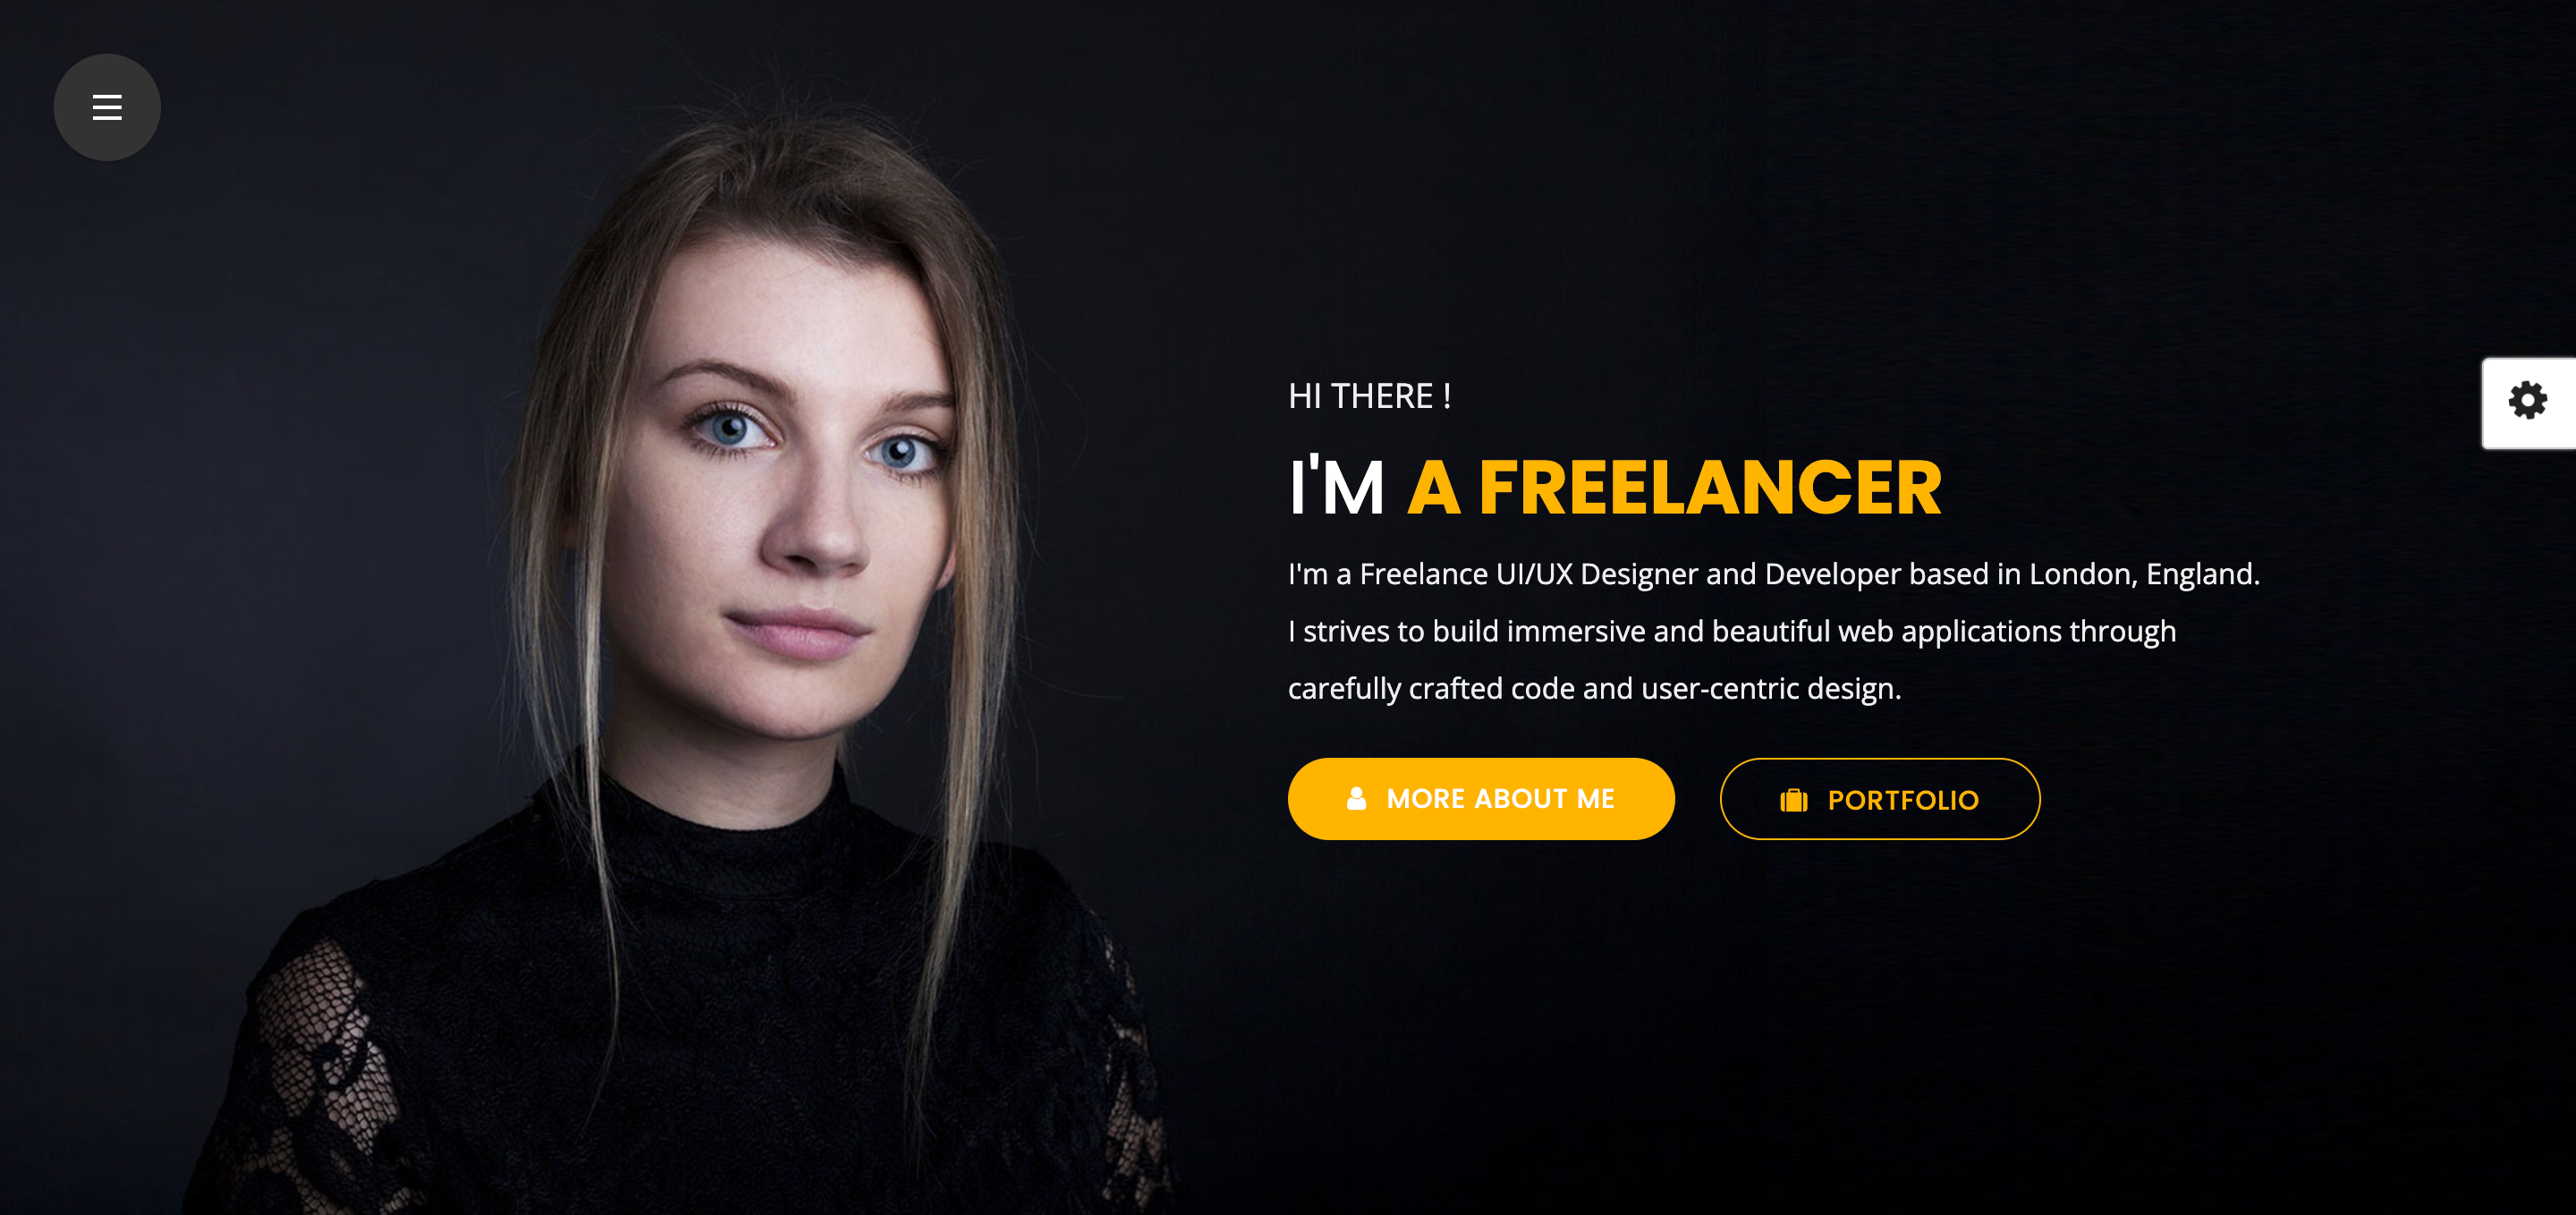 HI THERE !
I'M A FREELANCER
I'm a Freelance UI/UX Designer and Developer based in London, England.
I strives to build immersive and beautiful web applications through
carefully crafted code and user-centric design.
MORE ABOUT ME
PORTFOLIO